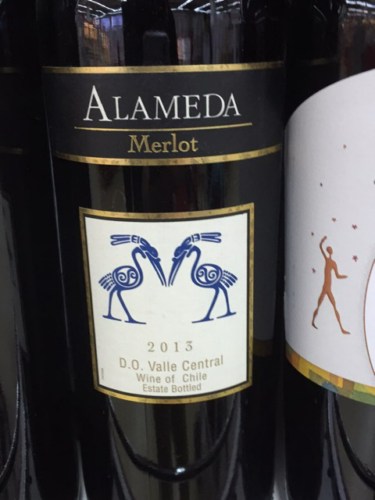 ALAMEDA
Merlot
2013
D.O. Valle Central
Wine of Chile
Estate Bottled